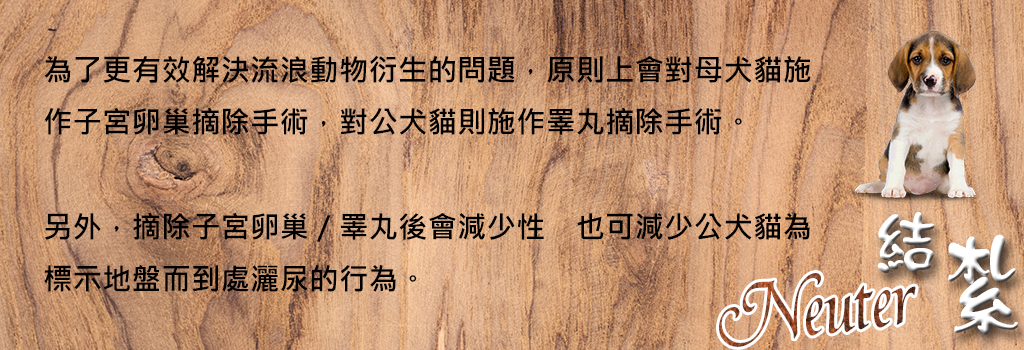 為了更有效解決流浪動物衍生的問題，原則上會對母犬貓施
作子宮卵巢摘除手術，對公犬貓則施作睪丸摘除手術。
另外，摘除子宮卵巢 / 睪丸後會減少性　也可減少公犬貓為
標示地盤而到處灑尿的行為。
結紮
Neuter